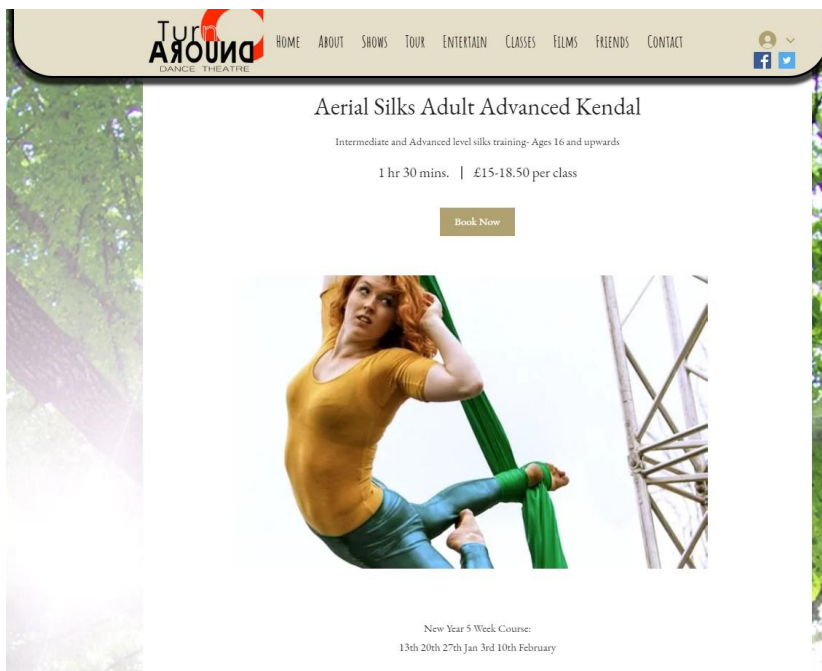 Turn
AROUND
DANCE THEATRE
HOME ABOUT SHOWS TOUR ENTERTAIN CLASSES FILMS FRIENDS CONTACT
Aerial Silks Adult Advanced Kendal
Intermediate and Advanced level silks training- Ages 16 and upwards
1 hr 30 mins. | £15-18.50 per class
Book Now
New Year 5 Week Course:
13th 20th 27th Jan 3rd 10th February